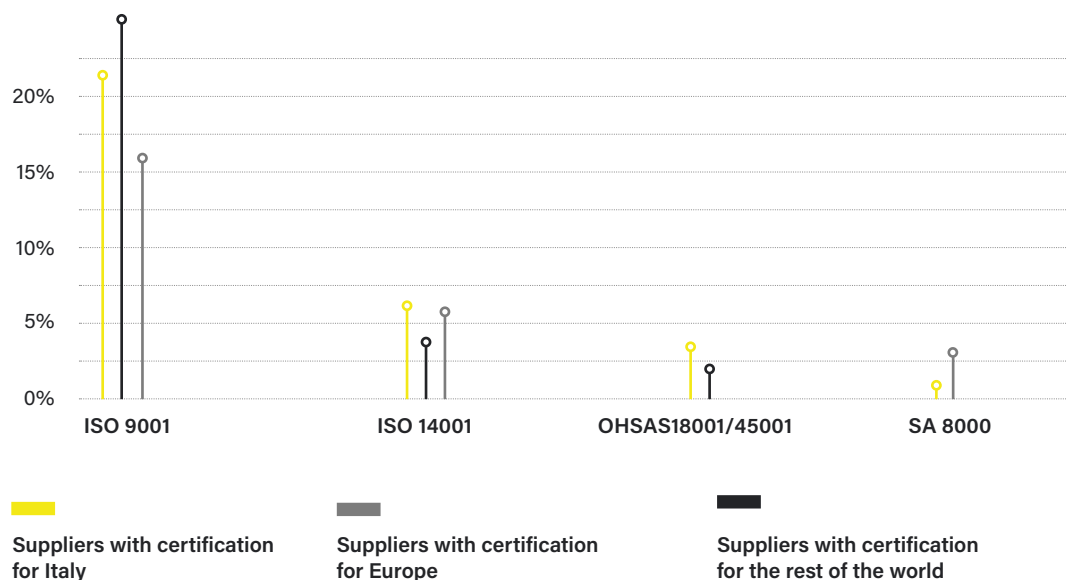 20%
15%
10%
5%
0%
ISO 9001
ISO 14001
OHSAS18001/45001
SA 8000
Suppliers with certification
for Italy
Suppliers with certification
for Europe
Suppliers with certification
for the rest of the world